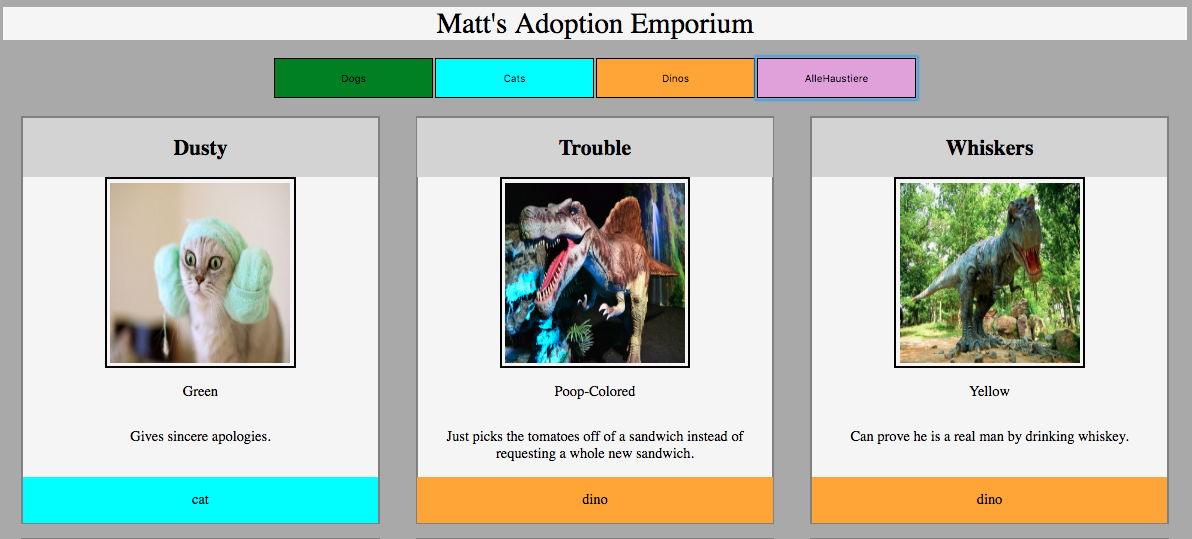 Matt's Adoption Emporium
Dogs
Cats
Dinos
AlleHaustiere
Dusty
Green
Gives sincere apologies.
cat
Trouble
Poop-Colored
Just picks the tomatoes off of a sandwich instead of
requesting a whole new sandwich.
dino
Whiskers
Yellow
Can prove he is a real man by drinking whiskey.
dino